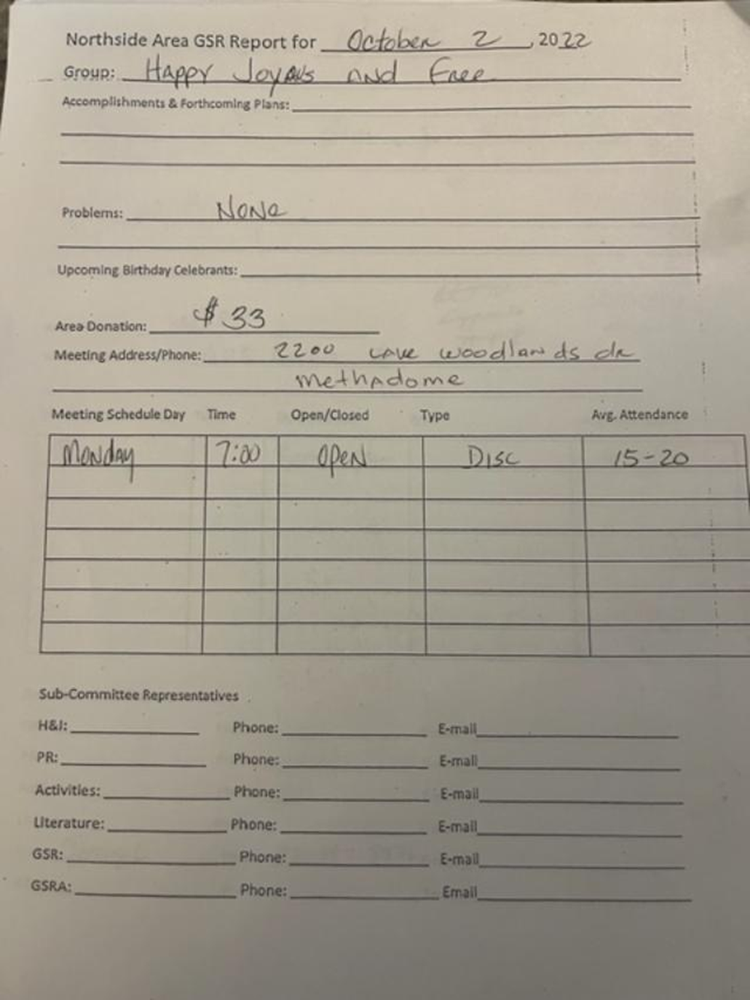 Northside Area GSR Report for October 2, 2022
Group: Happy Joyous and Free
Accomplishments & Forthcoming Plans:
Problems: None
Upcoming Birthday Celebrants:
Area Donation: $33
Meeting Address/Phone: 2200 Lake Woodlands dr
Methadome
Meeting Schedule Day Time Open/Closed Type Avg. Attendance
Monday 7:00 Open Disc 15-20
Sub-Committee Representatives
H&I: Phone: E-mail
PR: Phone: E-mail
Activities: Phone: E-mail
Literature: Phone: E-mail
GSR: Phone: E-mail
GSRA: Phone: Email